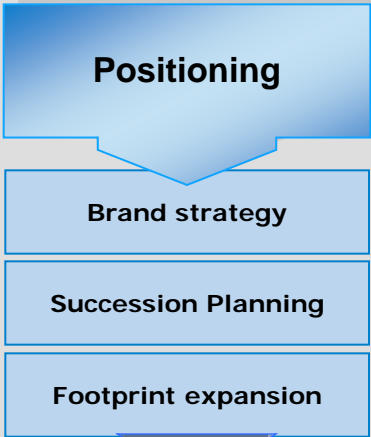 Positioning
Brand strategy
Succession Planning
Footprint expansion